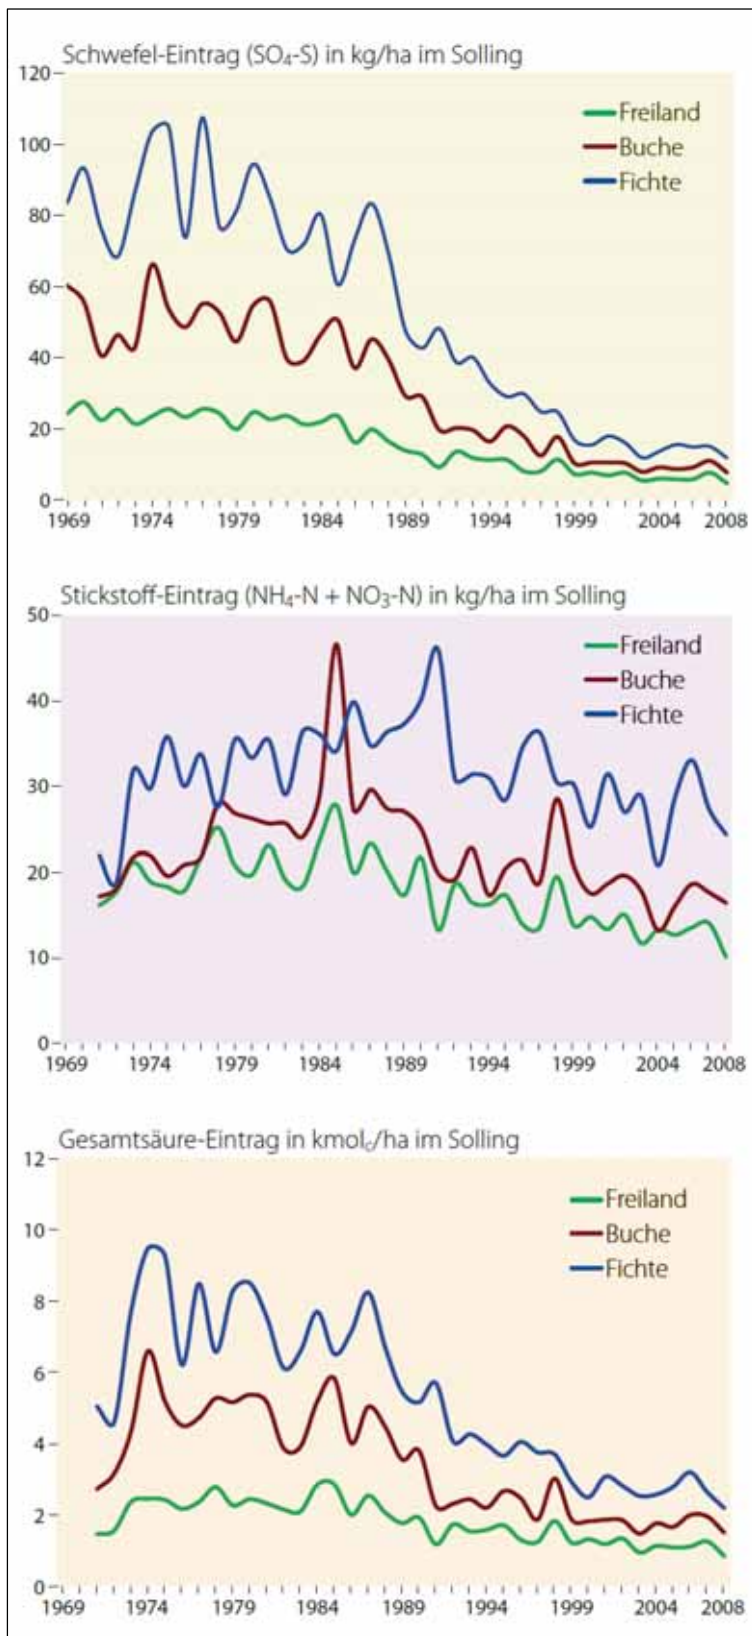 Schwefel-Eintrag (SO₄-S) in kg/ha im Solling
120
100
80
60
40
20
0
Freiland
Buche
Fichte
1969 1974 1979 1984 1989 1994 1999 2004 2008
Stickstoff-Eintrag (NH₄-N + NO₃-N) in kg/ha im Solling
50
40
30
20
10
0
Freiland
Buche
Fichte
1969 1974 1979 1984 1989 1994 1999 2004 2008
Gesamtsäure-Eintrag in kmolc/ha im Solling
12
10
8
6
4
2
0
Freiland
Buche
Fichte
1969 1974 1979 1984 1989 1994 1999 2004 2008